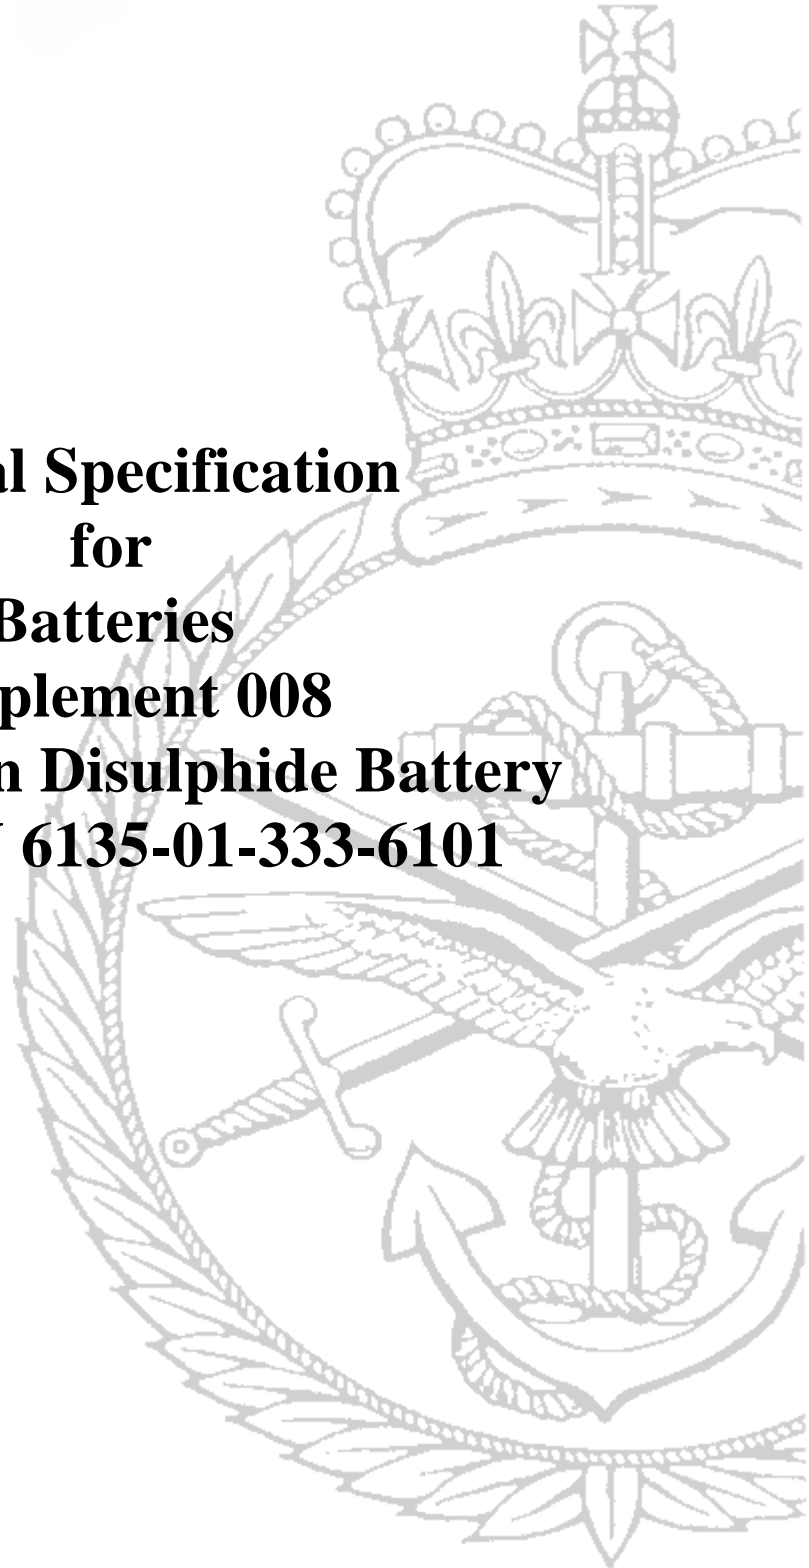 al Specification
for
Batteries
plement 008
n Disulphide Battery
6135-01-333-6101